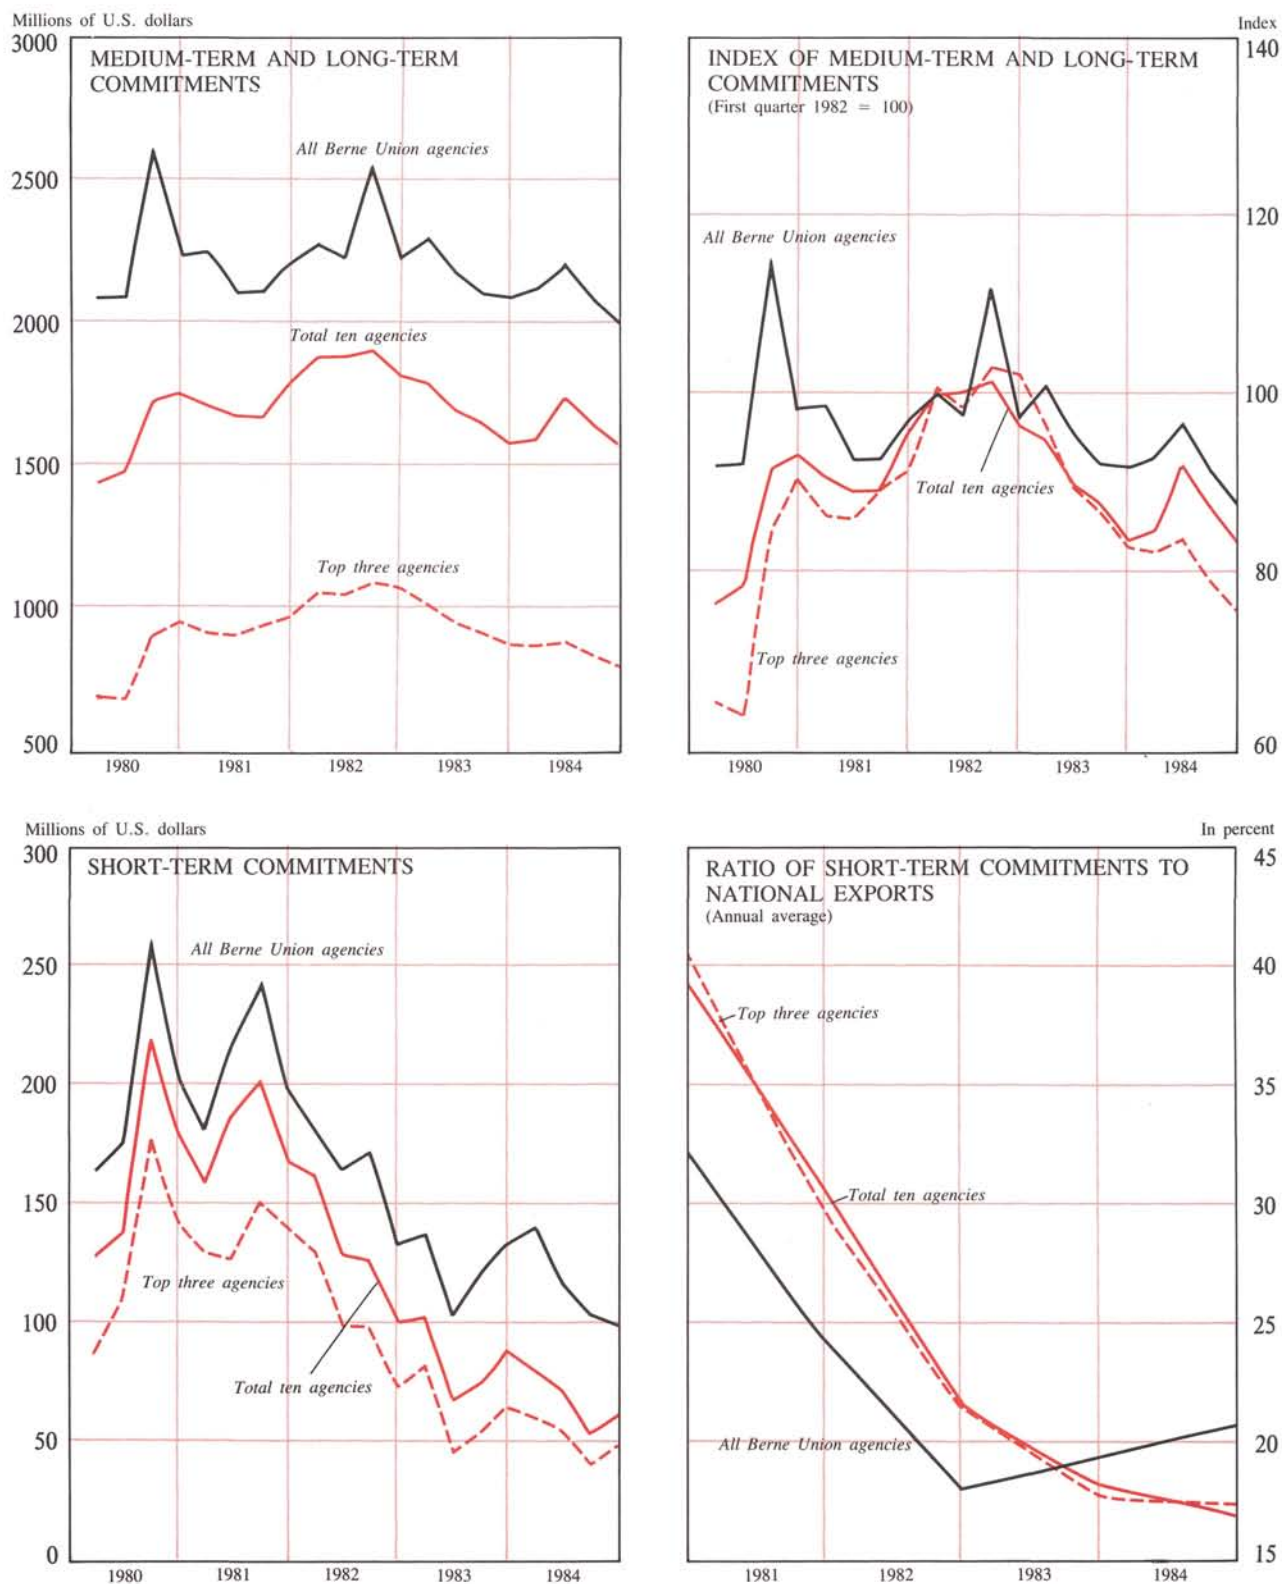 Millions of U.S. dollars
3000
MEDIUM-TERM AND LONG-TERM
COMMITMENTS
All Berne Union agencies
2500
2000
Total ten agencies
1500
Top three agencies
1000
500
1980 1981 1982 1983 1984
Index
140
INDEX OF MEDIUM-TERM AND LONG-TERM
COMMITMENTS
(First quarter 1982 = 100)
120
All Berne Union agencies
100
Total ten agencies
80
Top three agencies
60
1980 1981 1982 1983 1984
Millions of U.S. dollars
300
SHORT-TERM COMMITMENTS
All Berne Union agencies
250
200
150
Top three agencies
100
Total ten agencies
50
0
1980 1981 1982 1983 1984
In percent
45
RATIO OF SHORT-TERM COMMITMENTS TO
NATIONAL EXPORTS
(Annual average)
40
Top three agencies
35
Total ten agencies
30
25
All Berne Union agencies
20
15
1981 1982 1983 1984